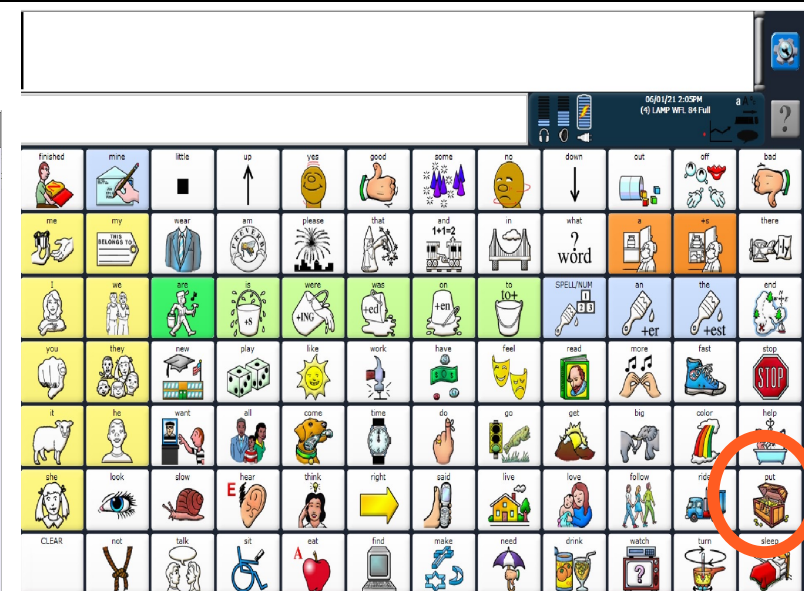 06/01/21 2:05PM
(4) LAMP WFL 84 Full
finished mine little up yes good some no down out off bad
me my wear am please that and in what a +s there
THIS BELONGS TO 1+1=2 ? word
I we are is were was on to SPELL/NUM an the end
+s +ING +ed +en to+ 1 2 3 +er +est
you they new play like work have feel read more fast stop
STOP
it he want all come time do go get big color help
she look slow hear think right said live love follow ride put
E
CLEAR not talk sit eat find make need drink watch turn sleep
A ?